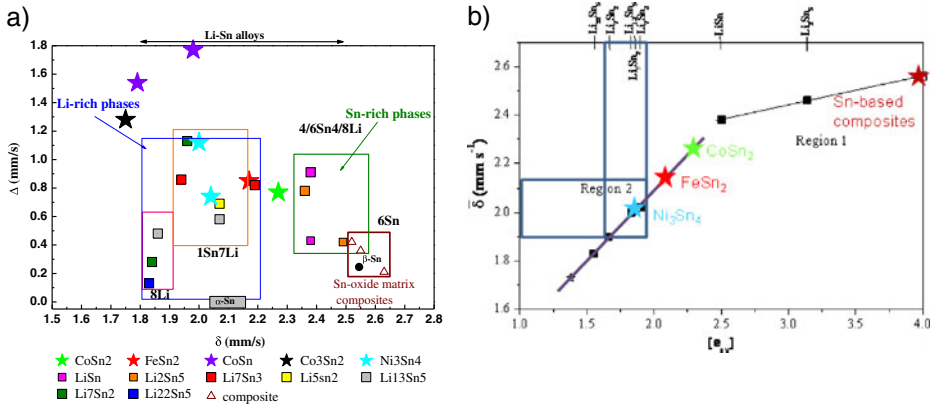 a)
Li-Sn alloys
Li-rich phases
Sn-rich phases
4/6Sn4/8Li
6Sn
β-Sn
1Sn7Li
8Li
α-Sn
Sn-oxide matrix
composites
Δ (mm/s)
1.8
1.6
1.4
1.2
1.0
0.8
0.6
0.4
0.2
0.0
1.5 1.6 1.7 1.8 1.9 2.0 2.1 2.2 2.3 2.4 2.5 2.6 2.7 2.8
δ (mm/s)
CoSn2 FeSn2 CoSn Co3Sn2 Ni3Sn4
LiSn Li2Sn5 Li7Sn3 Li5sn2 Li13Sn5
Li7Sn2 Li22Sn5 composite
b)
LiSn
2.6
2.4
2.2
2.0
1.8
1.6
δ̄ (mm s⁻¹)
Sn-based
composites
Region 1
CoSn₂
FeSn₂
Region 2
Ni₃Sn₄
1.0 1.5 2.0 2.5 3.0 3.5 4.0